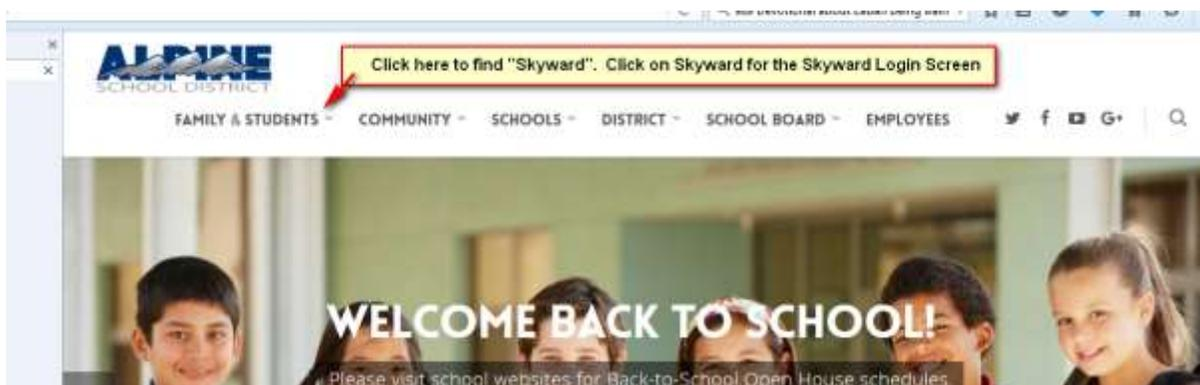 ALPINE
SCHOOL DISTRICT
Click here to find "Skyward". Click on Skyward for the Skyward Login Screen
FAMILY & STUDENTS COMMUNITY SCHOOLS DISTRICT SCHOOL BOARD EMPLOYEES f G+
WELCOME BACK TO SCHOOL!
Please visit school websites for Back-to-School Open House schedules